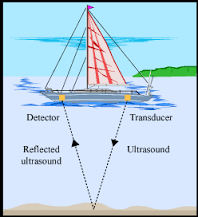 Detector Transducer
Reflected Ultrasound
ultrasound